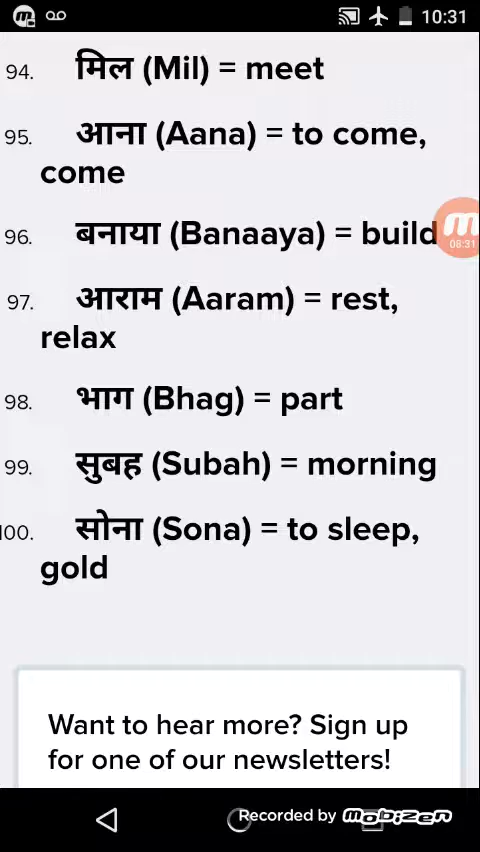 10:31
94. मिल (Mil) = meet
95. आना (Aana) = to come,
come
96. बनाया (Banaaya) = build
08:31
97. आराम (Aaram) = rest,
relax
98. भाग (Bhag) = part
99. सुबह (Subah) = morning
100. सोना (Sona) = to sleep,
gold
Want to hear more? Sign up
for one of our newsletters!
Recorded by Mobizen